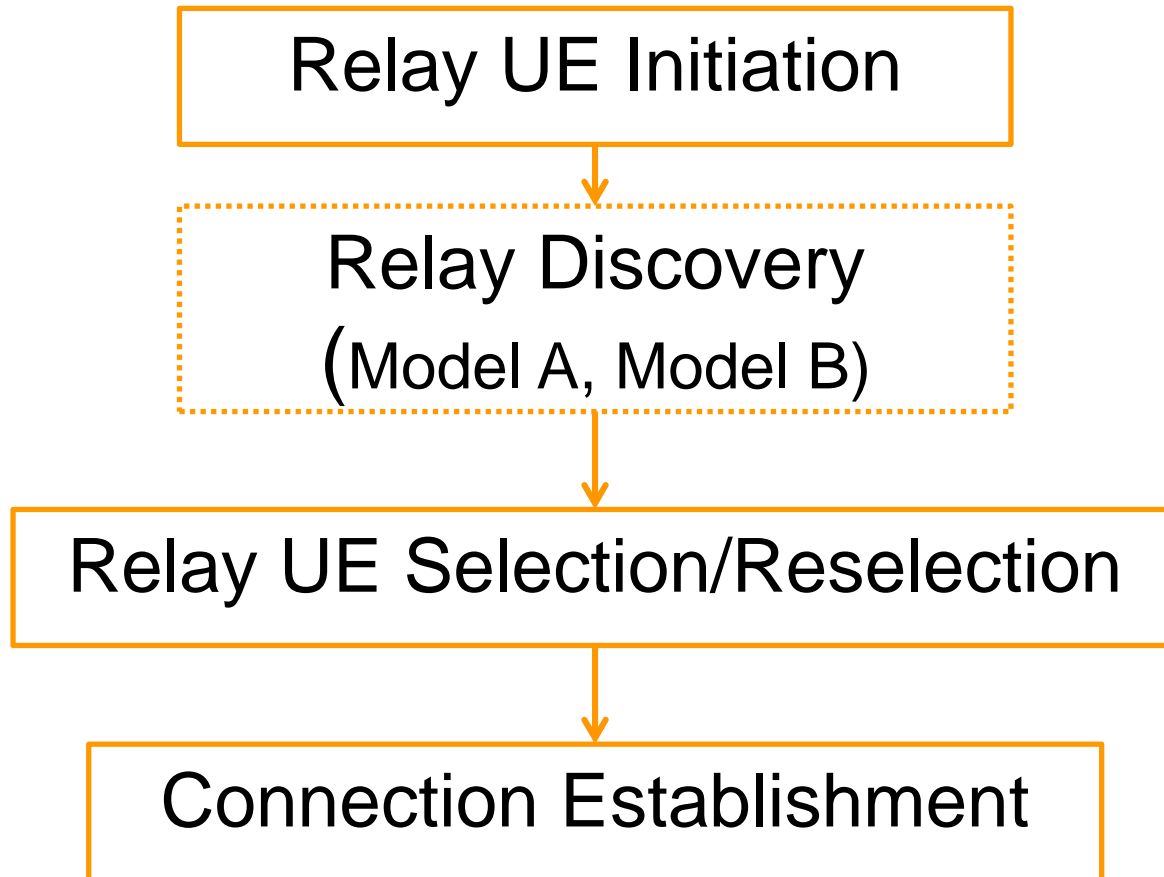 Relay UE Initiation
Relay Discovery
(Model A, Model B)
Relay UE Selection/Reselection
Connection Establishment